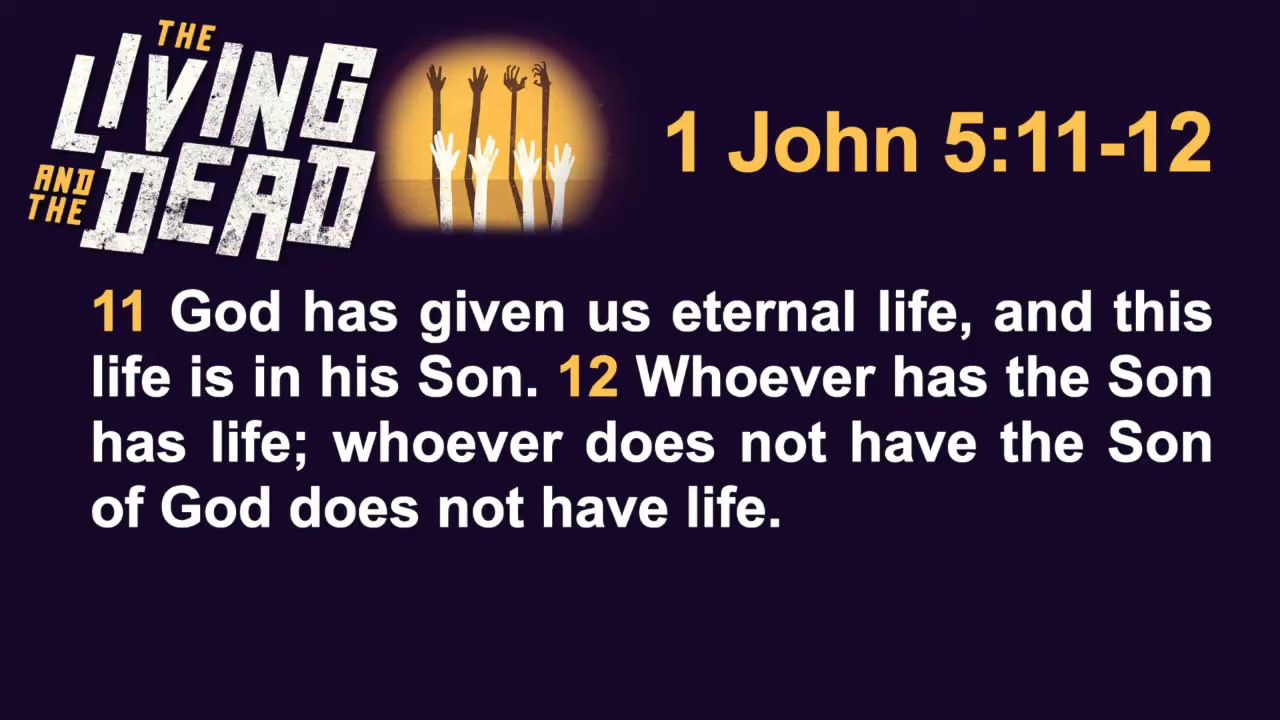 THE
LIVING
AND THE
DEAD
1 John 5:11-12
11 God has given us eternal life, and this
life is in his Son. 12 Whoever has the Son
has life; whoever does not have the Son
of God does not have life.